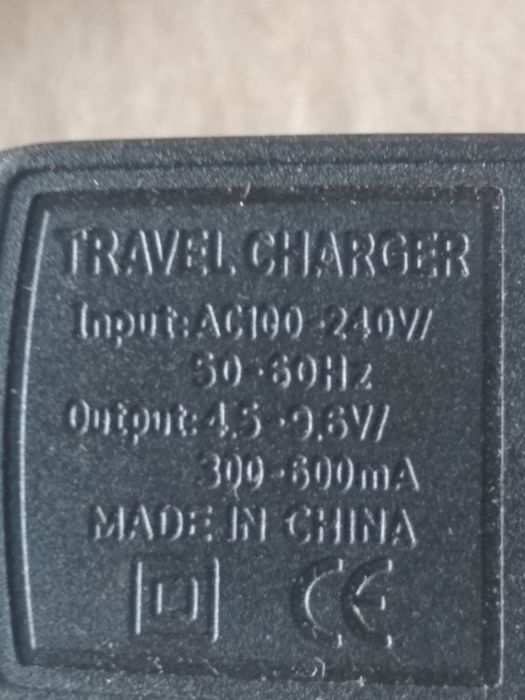 TRAVEL CHARGER
Input:AC100-240V/
50-60Hz
Output:4.5-9.6V/
300-600mA
MADE IN CHINA
CE